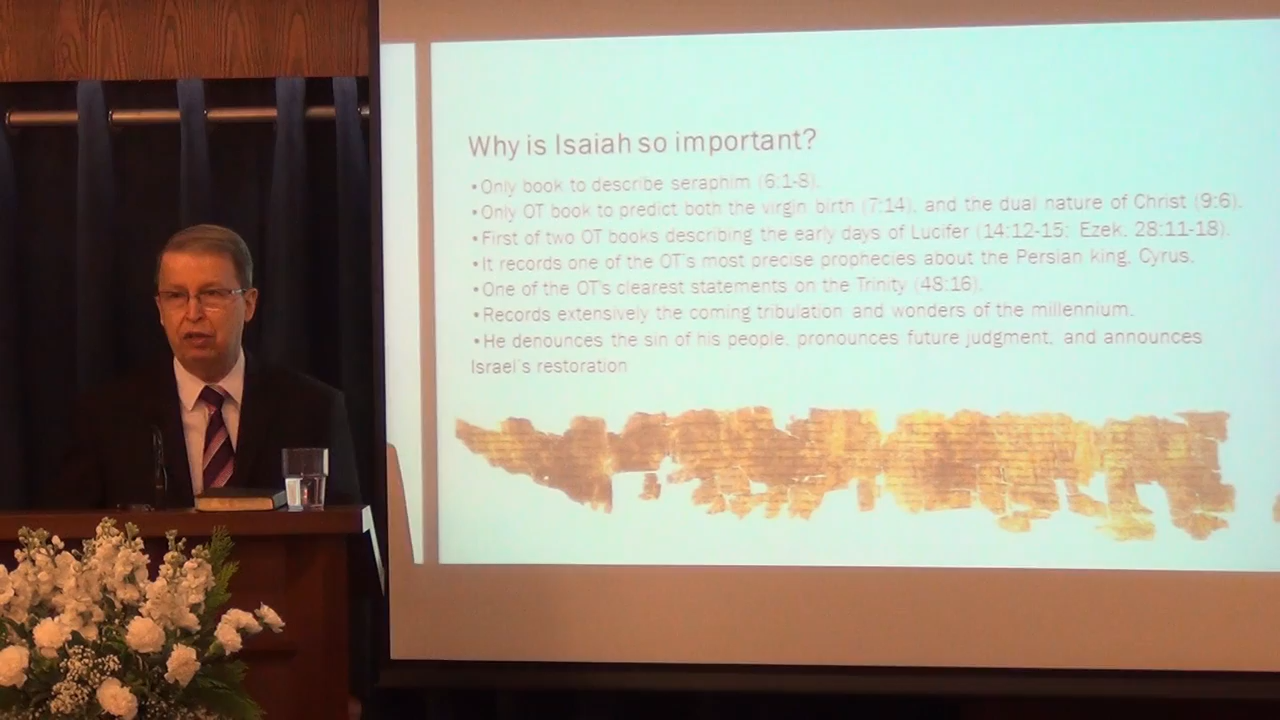 Why is Isaiah so important?
•Only book to describe seraphim (6:1-8).
•Only OT book to predict both the virgin birth (7:14), and the dual nature of Christ (9:6).
•First of two OT books describing the early days of Lucifer (14:12-15; Ezek. 28:11-18).
•It records one of the OT's most precise prophecies about the Persian king, Cyrus.
•One of the OT's clearest statements on the Trinity (48:16).
•Records extensively the coming tribulation and wonders of the millennium.
•He denounces the sin of his people, pronounces future judgment, and announces
Israel's restoration